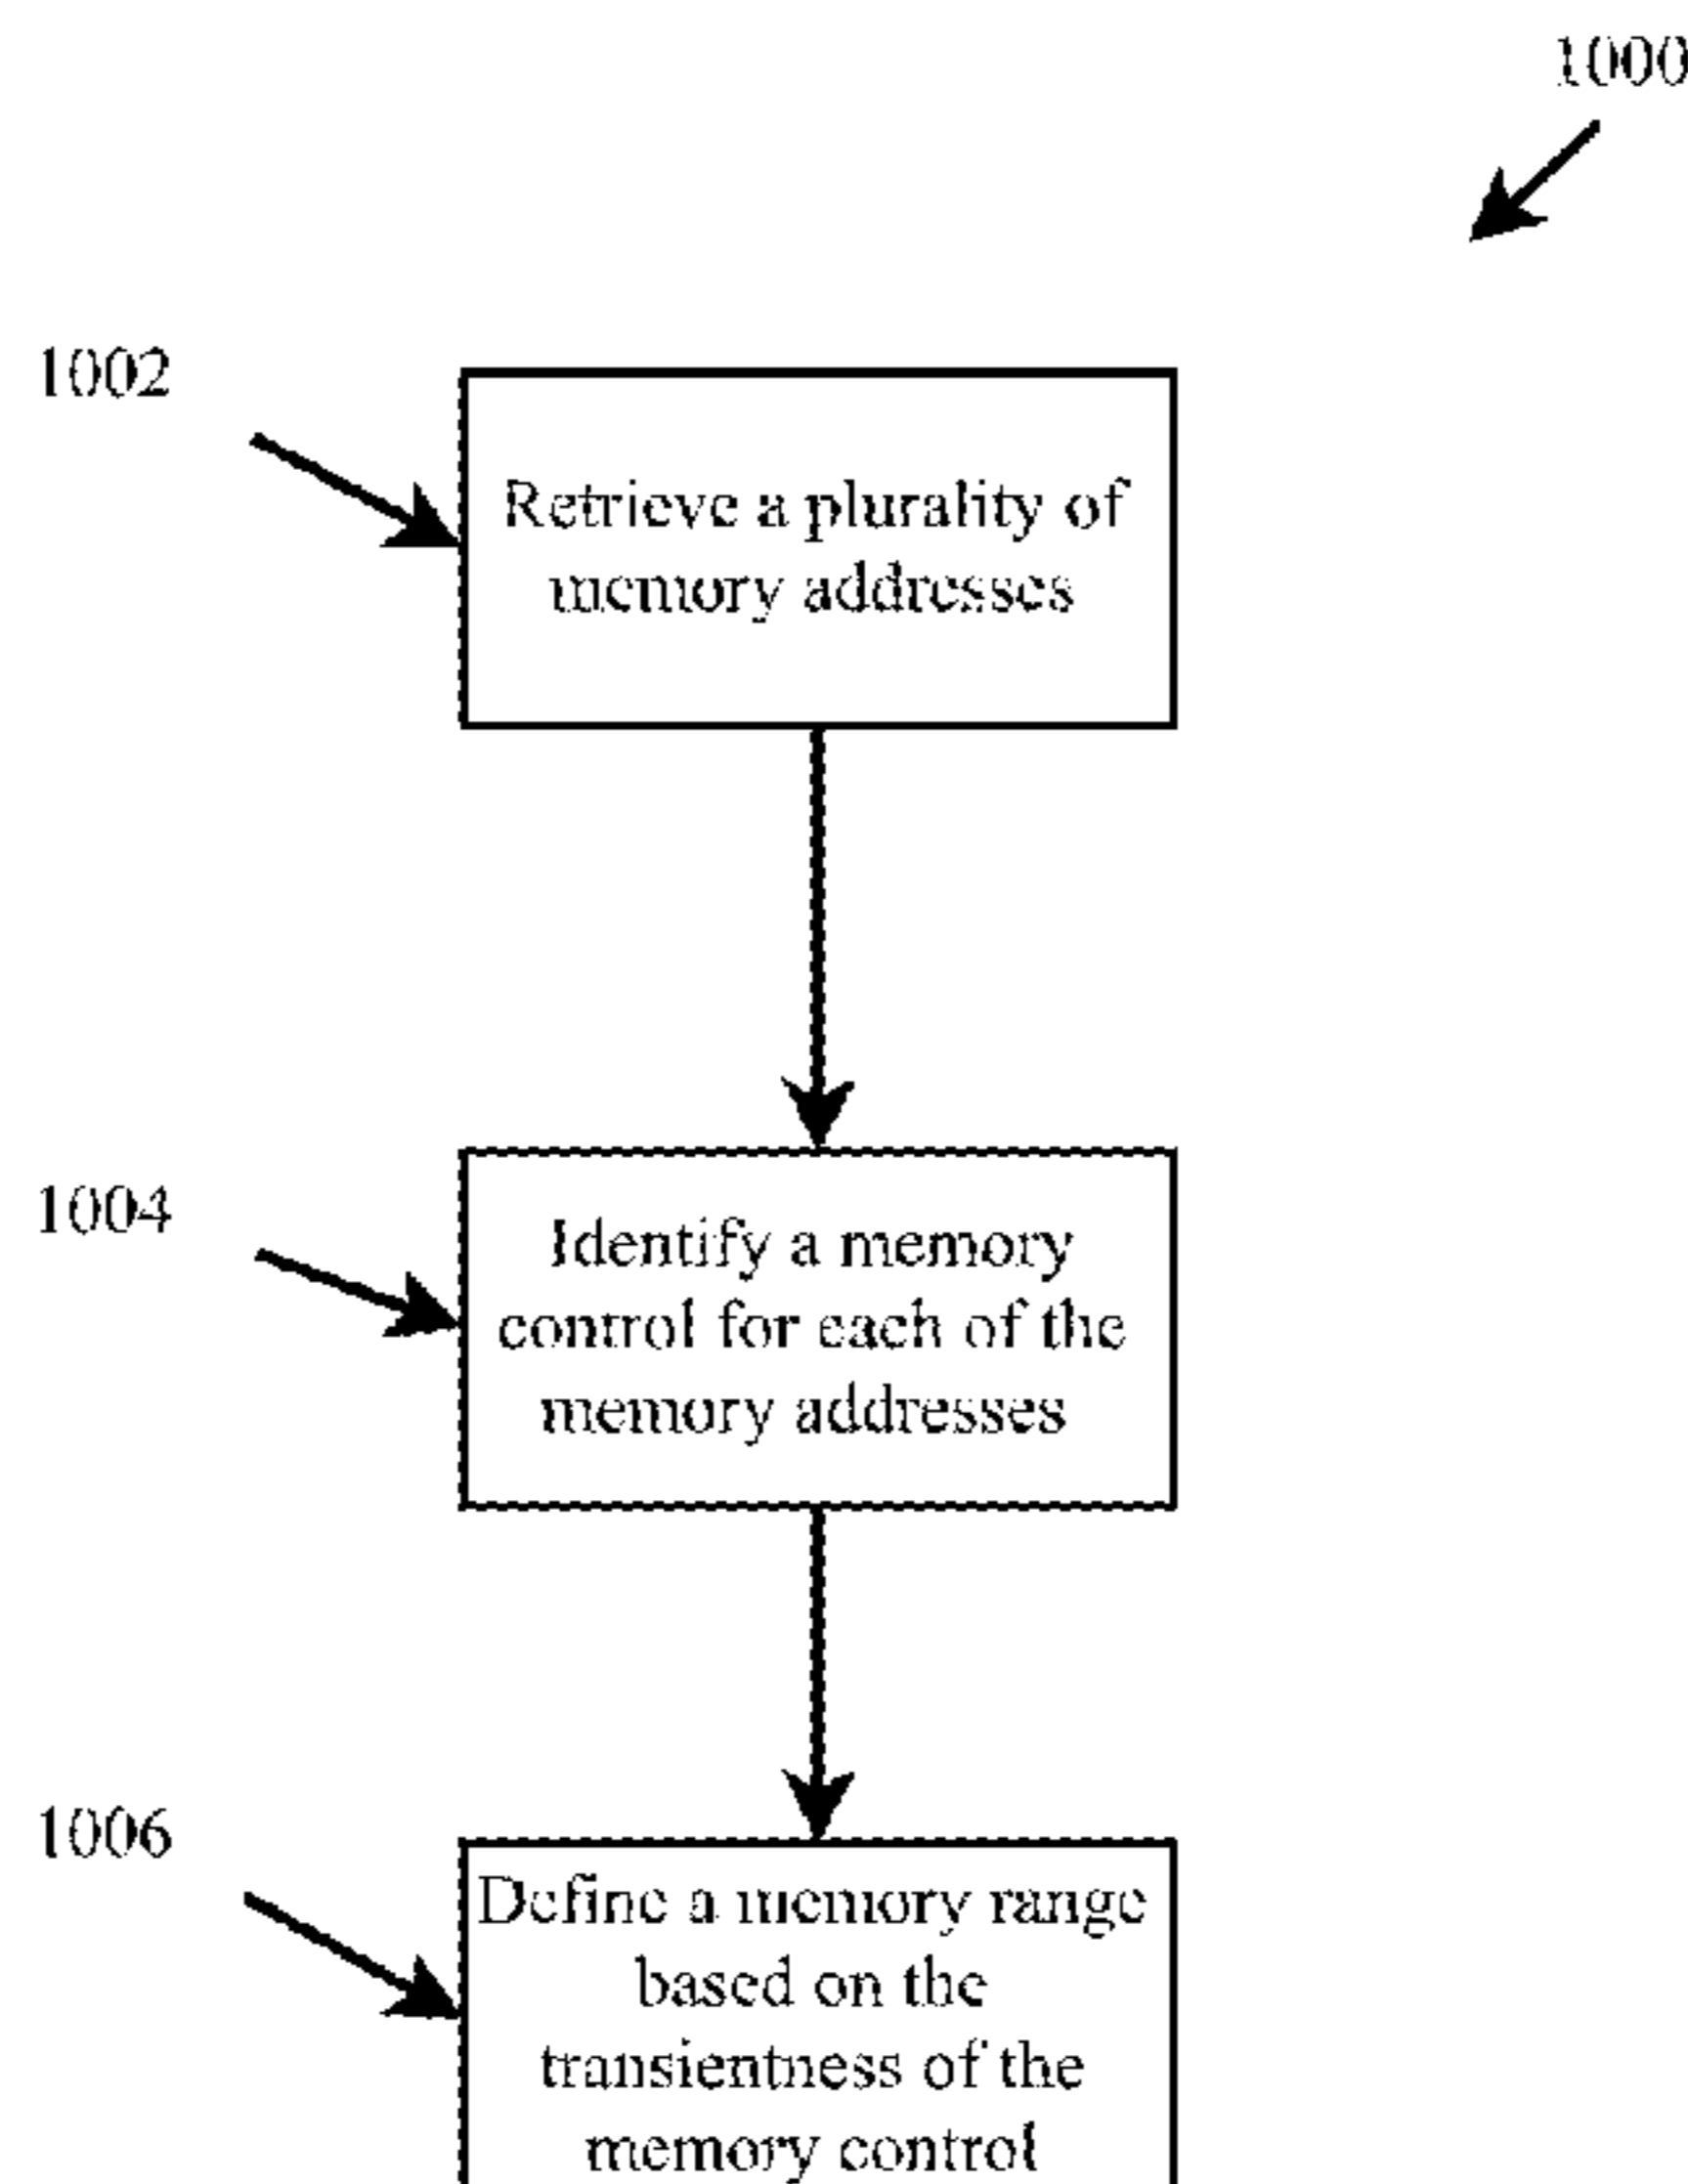 1000
1002
Retrieve a plurality of
memory addresses
1004
Identify a memory
control for each of the
memory addresses
1006
Define a memory range
based on the
transientness of the
memory control